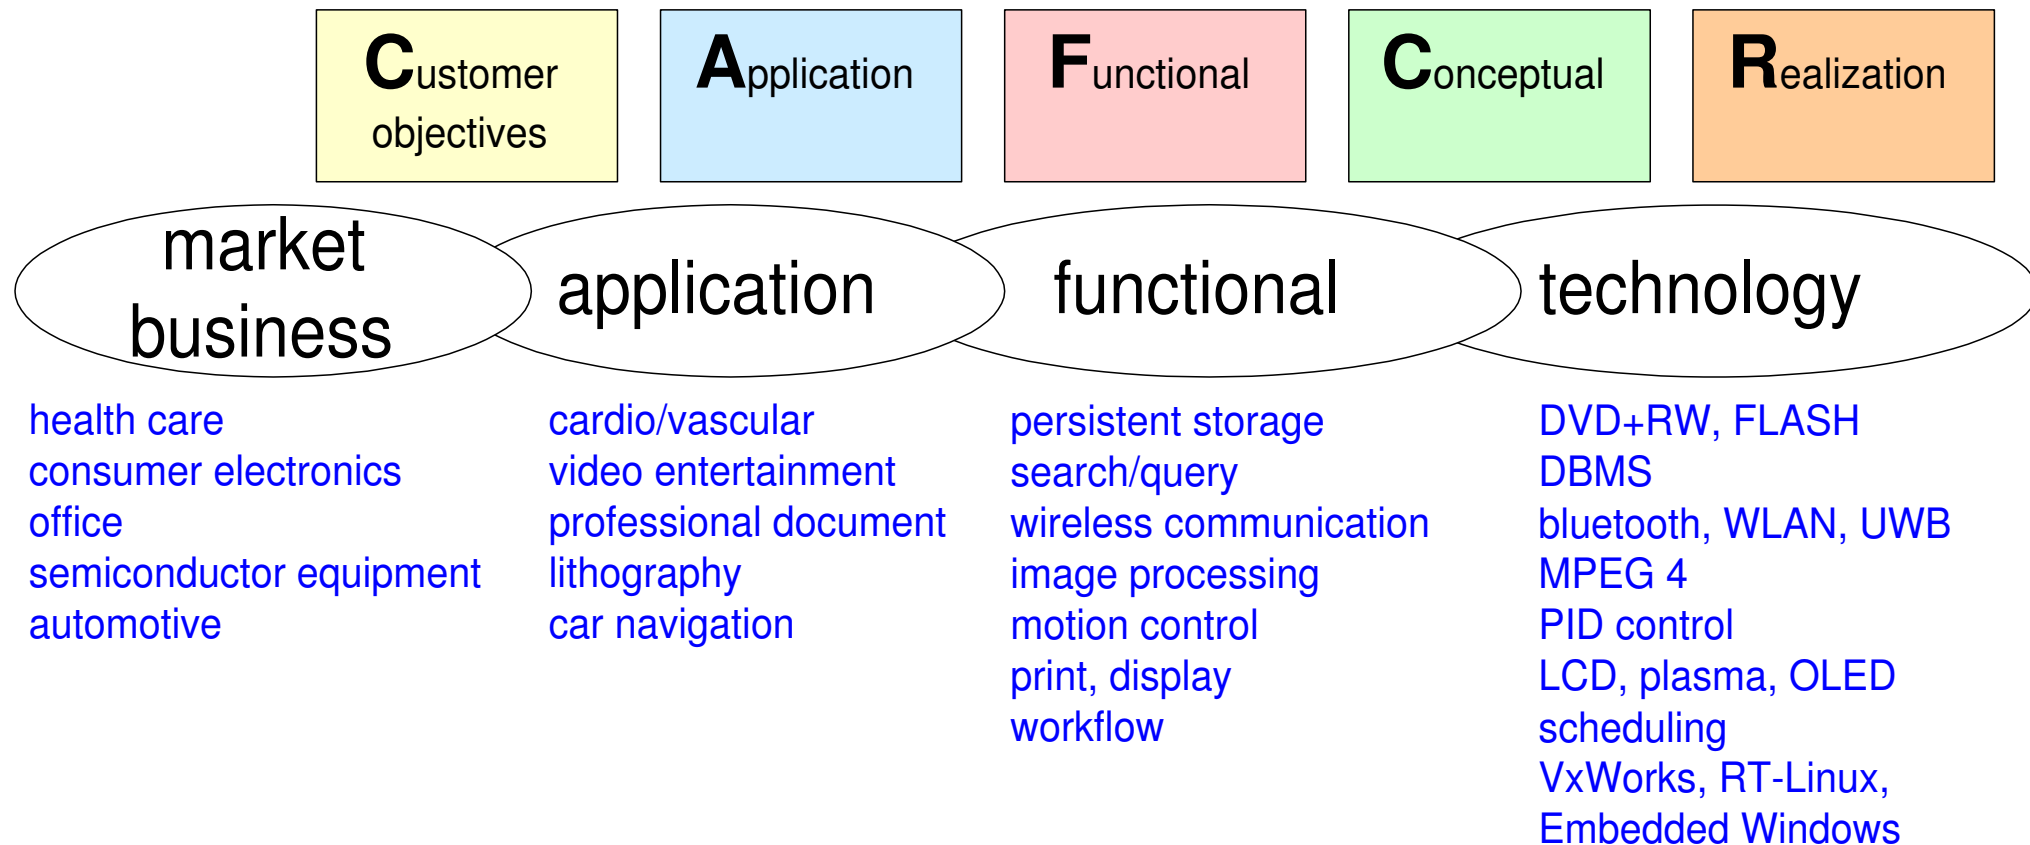 Customer
objectives
Application
Functional
Conceptual
Realization
market
business
application
functional
technology
health care
consumer electronics
office
semiconductor equipment
automotive
cardio/vascular
video entertainment
professional document
lithography
car navigation
persistent storage
search/query
wireless communication
image processing
motion control
print, display
workflow
DVD+RW, FLASH
DBMS
bluetooth, WLAN, UWB
MPEG 4
PID control
LCD, plasma, OLED
scheduling
VxWorks, RT-Linux,
Embedded Windows